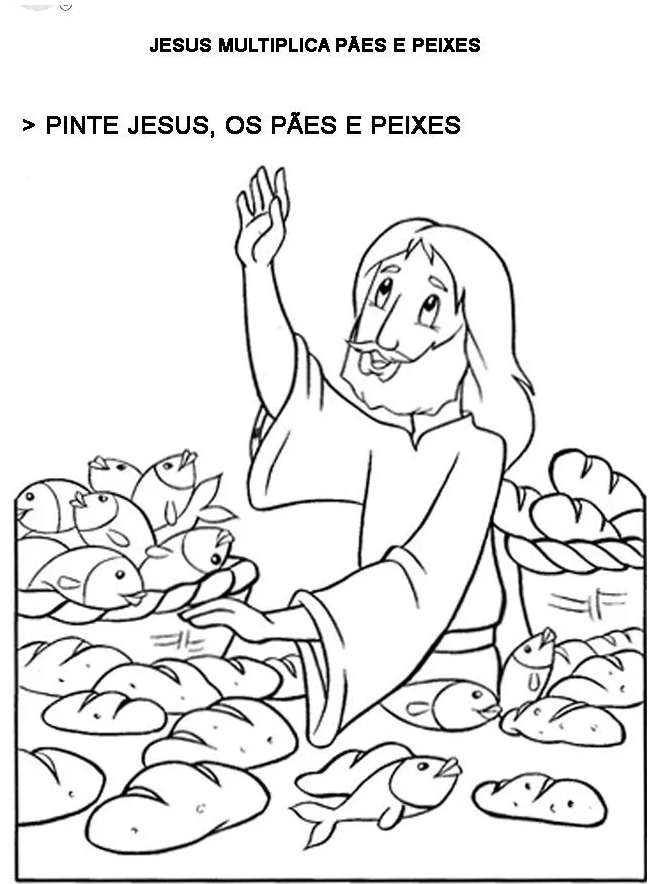 JESUS MULTIPLICA PÃES E PEIXES
> PINTE JESUS, OS PÃES E PEIXES